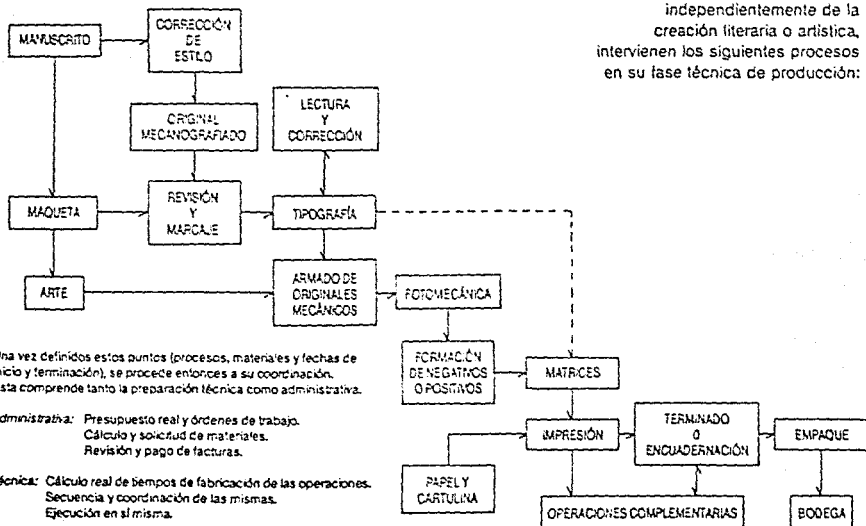 independientemente de la
creación literaria o artística,
intervienen los siguientes procesos
en su fase técnica de producción:
MANUSCRITO
CORRECCIÓN
DE
ESTILO
ORIGINAL
MECANOGRAFIADO
LECTURA
Y
CORRECCIÓN
MAQUETA
REVISIÓN
Y
MARCAJE
TIPOGRAFÍA
ARTE
ARMADO DE
ORIGINALES
MECÁNICOS
FOTOMECÁNICA
FORMACIÓN
DE NEGATIVOS
O POSITIVOS
MATRICES
na vez definidos estos puntos (procesos, materiales y fechas de
icio y terminación), se procede entonces a su coordinación.
sta comprende tanto la preparación técnica como administrativa.
dministrativa: Presupuesto real y órdenes de trabajo.
Cálculo y solicitud de materiales.
Revisión y pago de facturas.
écnica: Cálculo real de tiempos de fabricación de las operaciones.
Secuencia y coordinación de las mismas.
Ejecución en sí misma.
IMPRESIÓN
TERMINADO
O
ENCUADERNACIÓN
EMPAQUE
PAPEL Y
CARTULINA
OPERACIONES COMPLEMENTARIAS
BODEGA